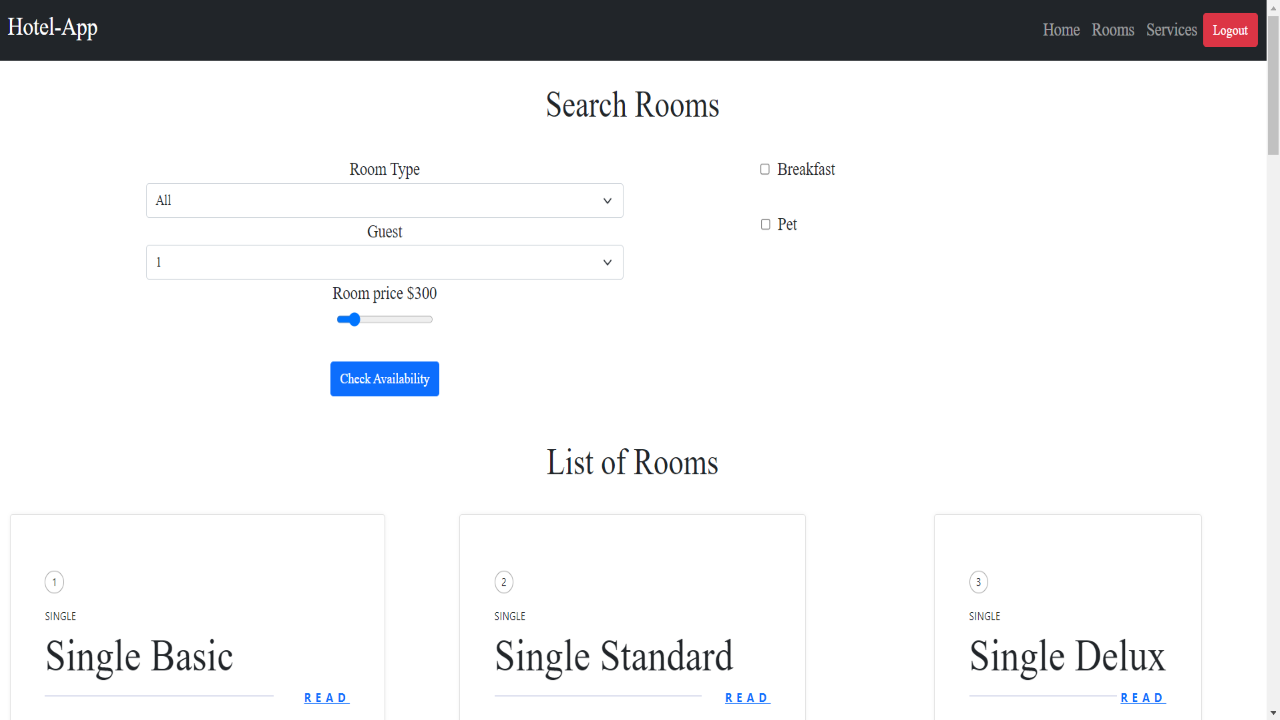 Hotel-App
Home Rooms Services Logout
Search Rooms
Room Type
All
Guest
1
Room price $300
Check Availability
Breakfast
Pet
List of Rooms
1
SINGLE
Single Basic
READ
2
SINGLE
Single Standard
READ
3
SINGLE
Single Delux
READ